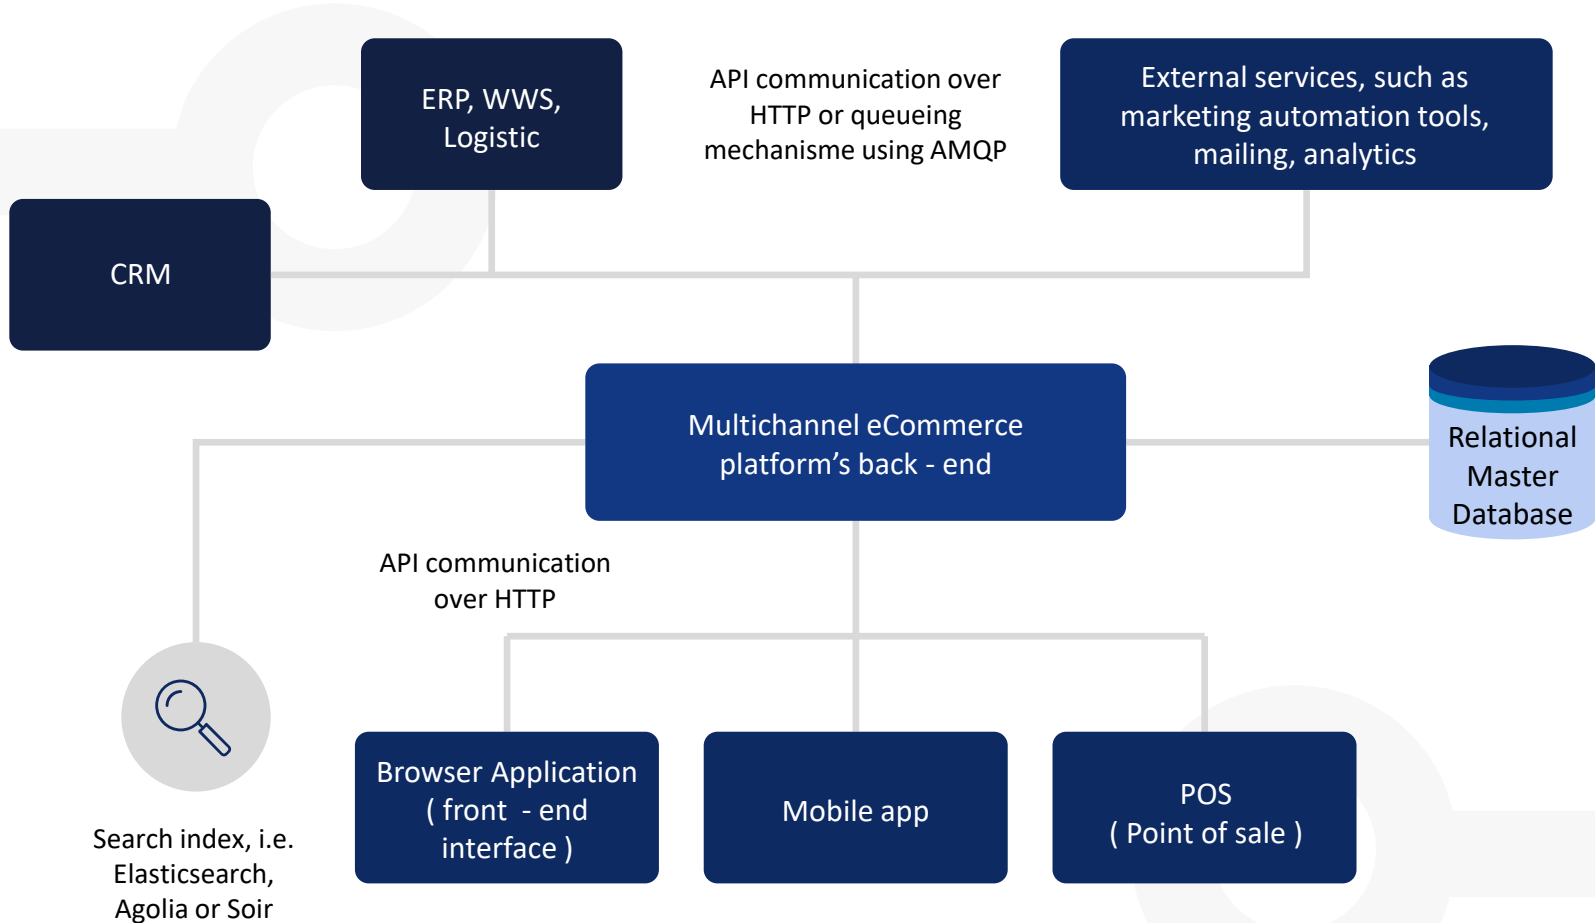 ERP, WWS,
Logistic
API communication over
HTTP or queueing
mechanisme using AMQP
External services, such as
marketing automation tools,
mailing, analytics
CRM
Multichannel eCommerce
platform’s back - end
Relational
Master
Database
API communication
over HTTP
Browser Application
( front  - end
interface )
Mobile app
POS
( Point of sale )
Search index, i.e.
Elasticsearch,
Agolia or Soir